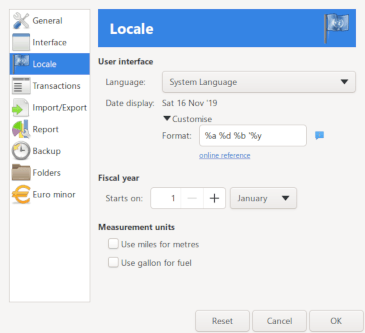 General
Interface
Locale
Transactions
Import/Export
Report
Backup
Folders
Euro minor
Locale
User interface
Language: System Language
Date display: Sat 16 Nov '19
Customise
Format: %a %d %b '%y
online reference
Fiscal year
Starts on: 1 January
Measurement units
Use miles for metres
Use gallon for fuel
Reset Cancel OK